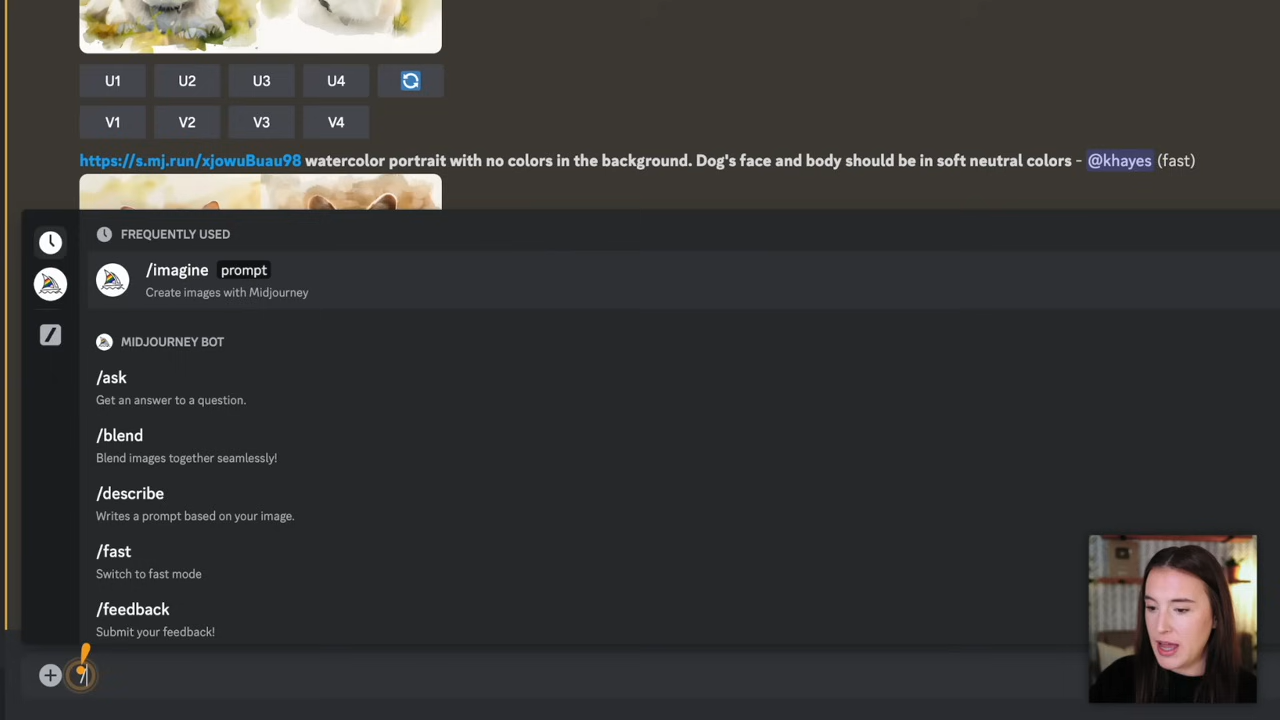 U1 U2 U3 U4
V1 V2 V3 V4
https://s.mj.run/xjowuBuau98 watercolor portrait with no colors in the background. Dog's face and body should be in soft neutral colors - @khayes (fast)
FREQUENTLY USED
/imagine prompt
Create images with Midjourney
MIDJOURNEY BOT
/ask
Get an answer to a question.
/blend
Blend images together seamlessly!
/describe
Writes a prompt based on your image.
/fast
Switch to fast mode
/feedback
Submit your feedback!
/